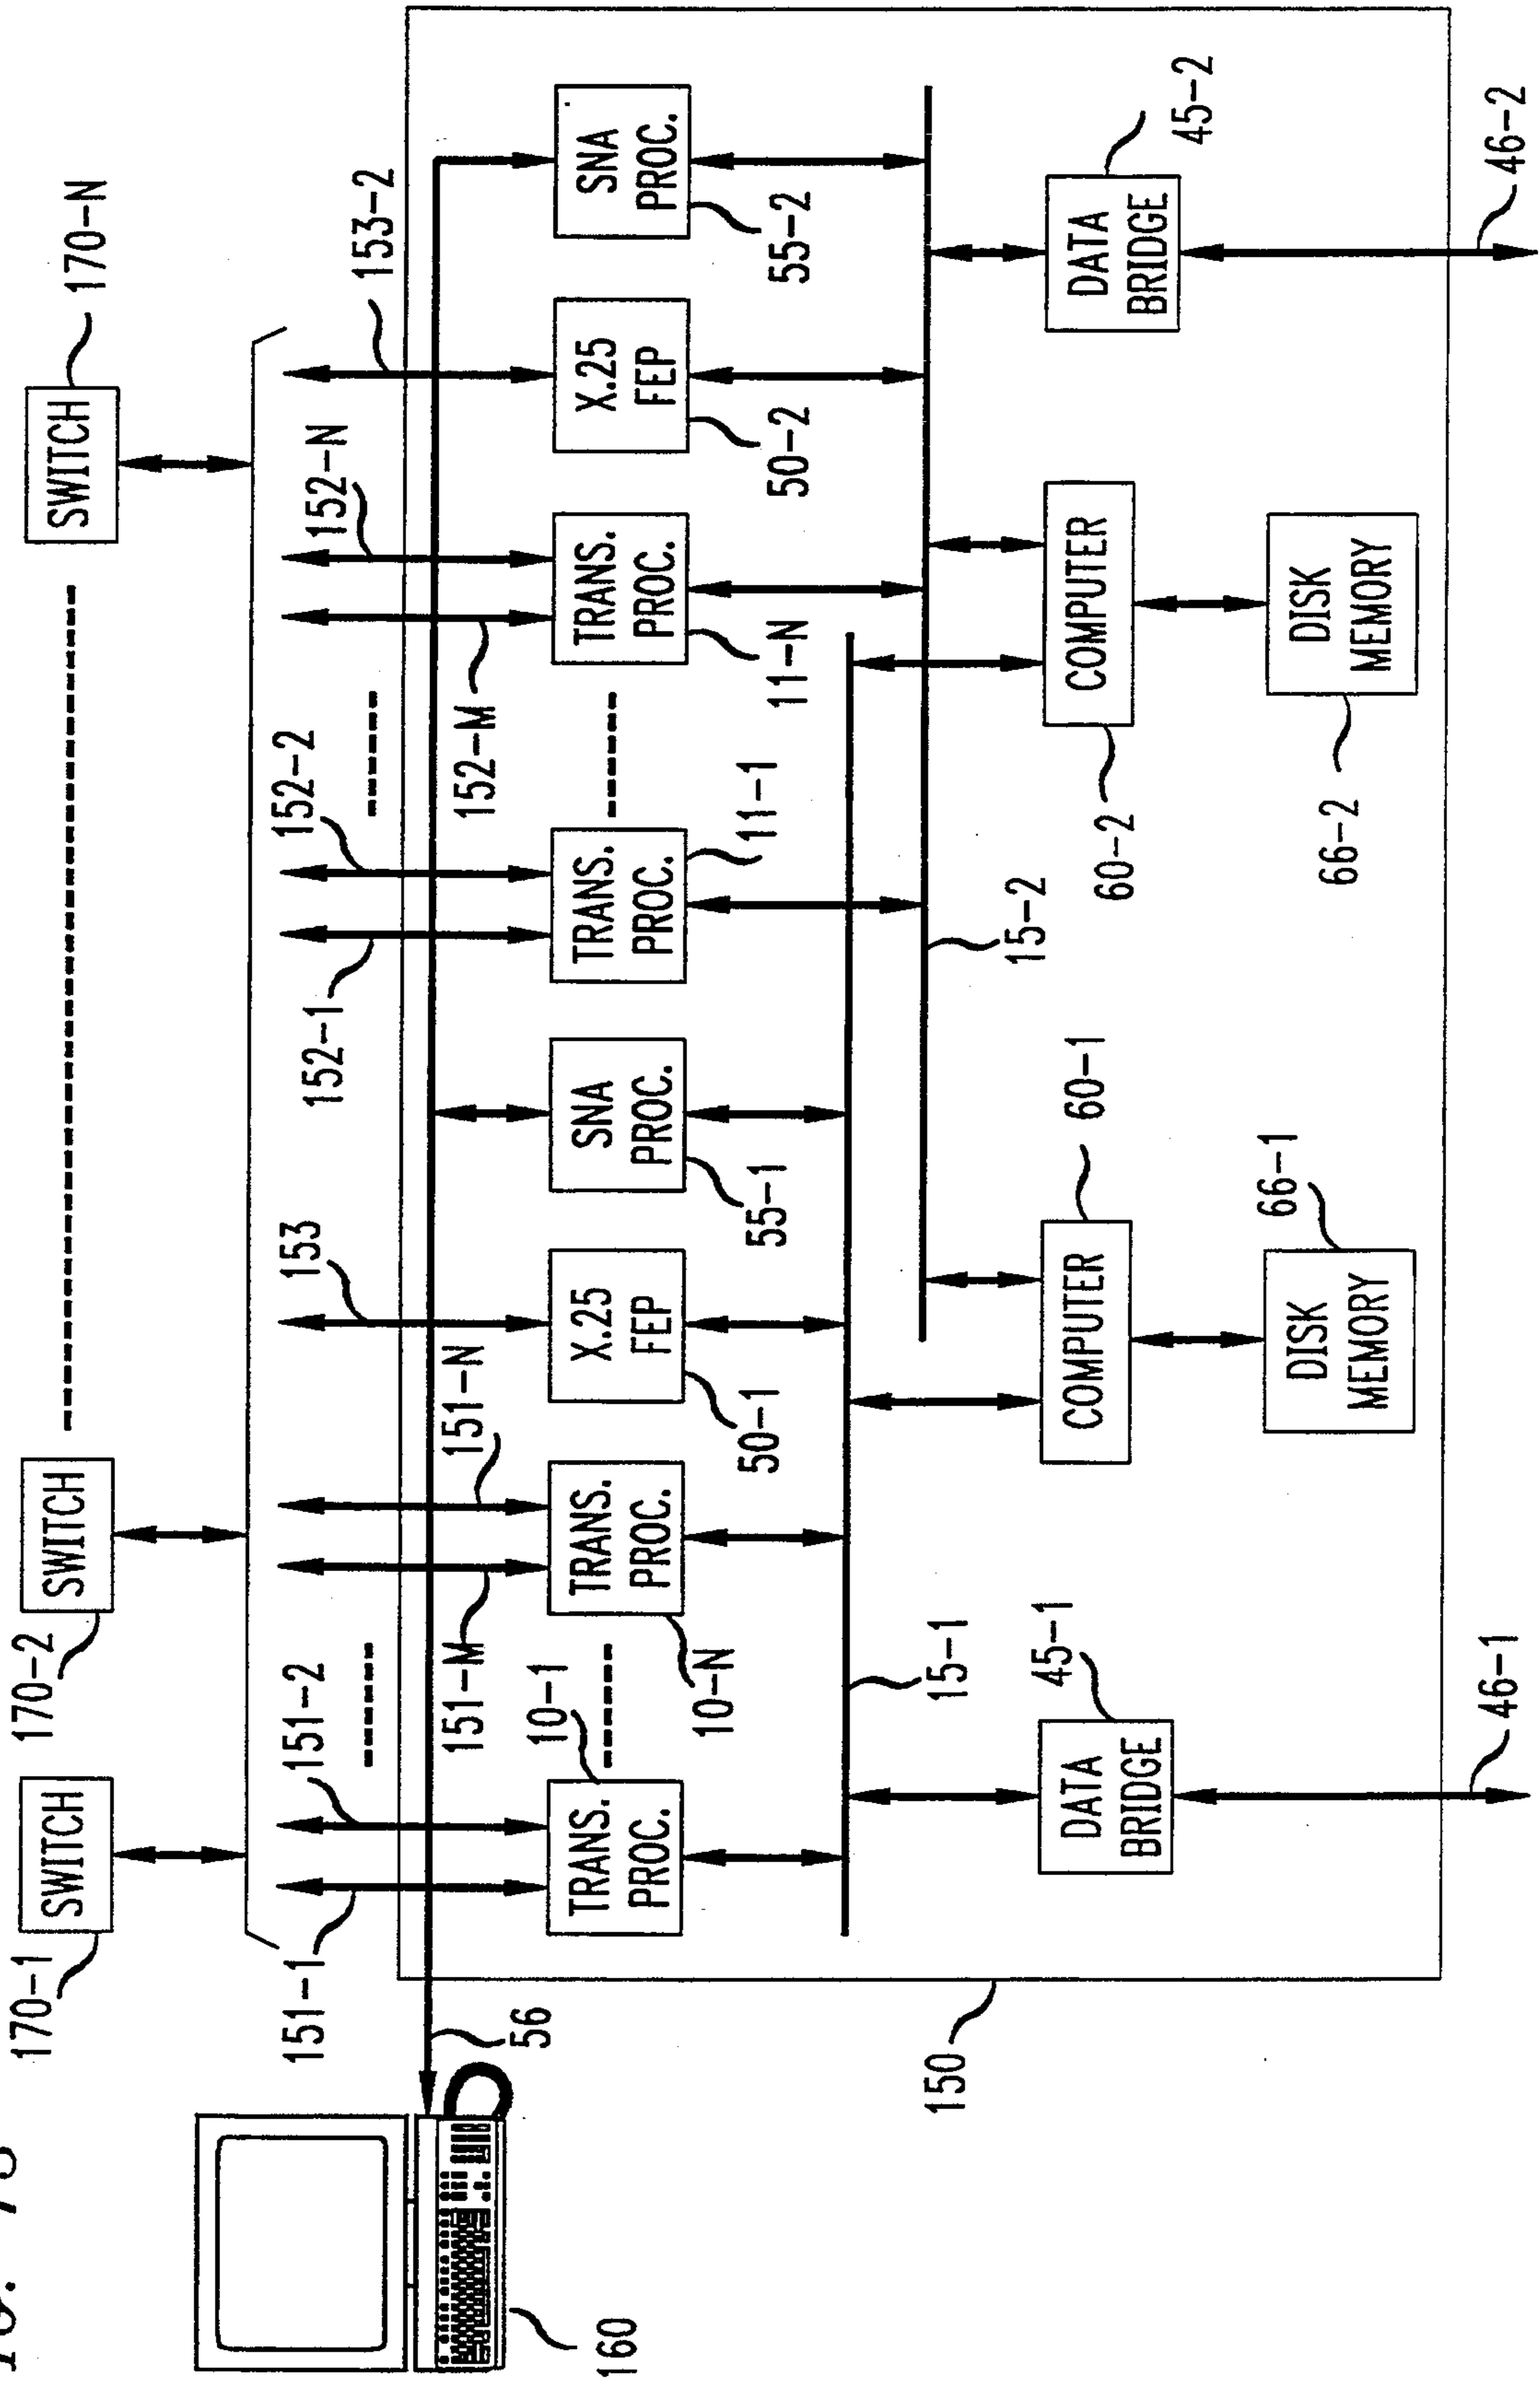 170-1
SWITCH
170-2
SWITCH
SWITCH
170-N
151-1
151-2
151-M
151-N
153
152-1
152-2
152-M
152-N
153-2
160
56
TRANS.
PROC.
10-1
TRANS.
PROC.
10-N
X.25
FEP
50-1
SNA
PROC.
55-1
TRANS.
PROC.
11-1
TRANS.
PROC.
11-N
X.25
FEP
50-2
SNA
PROC.
55-2
15-1
15-2
150
DATA
BRIDGE
45-1
COMPUTER
60-1
COMPUTER
60-2
DATA
BRIDGE
45-2
DISK
MEMORY
66-1
DISK
MEMORY
66-2
46-1
46-2